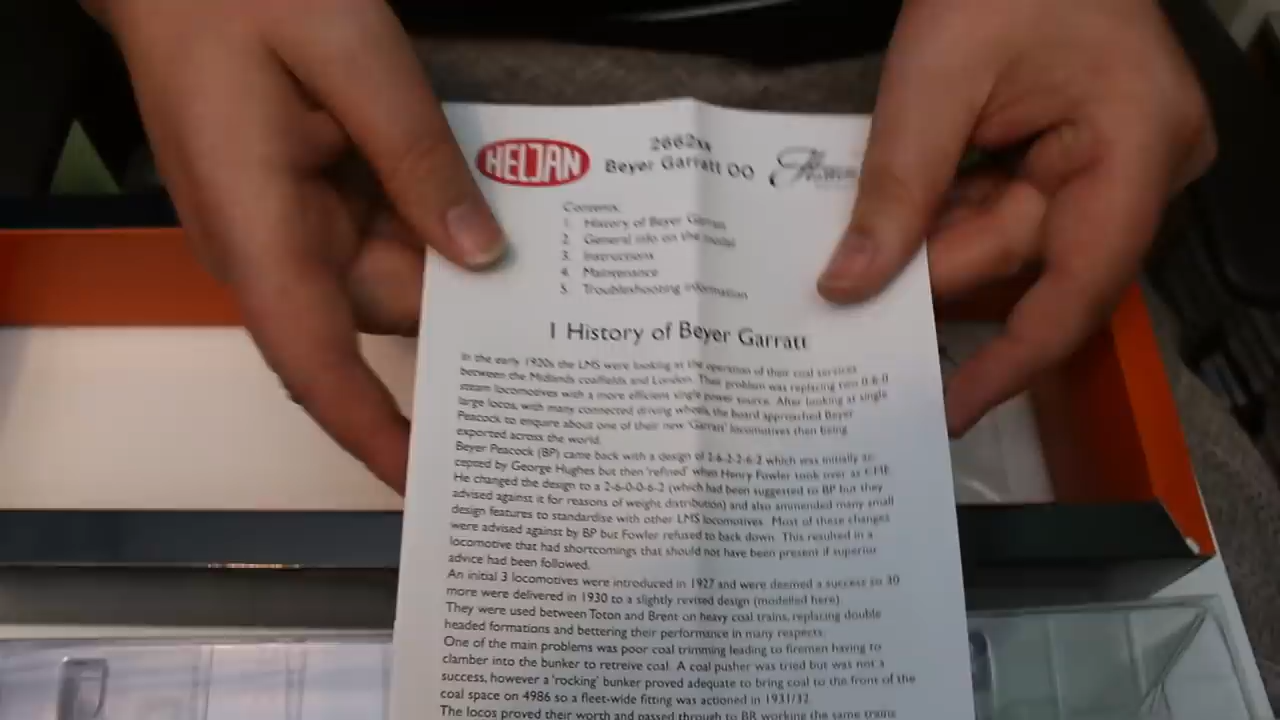 HELJAN
2662xx
Beyer Garratt OO
Contents.
1. History of Beyer Garratt
2. General info on the model
3. Instructions
4. Maintenance
5. Troubleshooting information
1 History of Beyer Garratt
In the early 1920s the LMS were looking at the operation of their coal services
between the Midlands coalfields and London. Their problem was replacing two 0-6-0
steam locomotives with a more efficient single power source. After looking at single
large locos, with many connected driving wheels, the board approached Beyer
Peacock to enquire about one of their new 'Garratt' locomotives then being
exported across the world.
Beyer Peacock (BP) came back with a design of 2-6-2-2-6-2 which was initially ac-
cepted by George Hughes but then 'refined' when Henry Fowler took over as CME.
He changed the design to a 2-6-0-0-6-2 (which had been suggested to BP but they
advised against it for reasons of weight distribution) and also ammended many small
design features to standardise with other LMS locomotives. Most of these changes
were advised against by BP but Fowler refused to back down. This resulted in a
locomotive that had shortcomings that should not have been present if superior
advice had been followed.
An initial 3 locomotives were introduced in 1927 and were deemed a success so 30
more were delivered in 1930 to a slightly revised design (modelled here).
They were used between Toton and Brent on heavy coal trains, replacing double
headed formations and bettering their performance in many respects.
One of the main problems was poor coal trimming leading to firemen having to
clamber into the bunker to retreive coal. A coal pusher was tried but was not a
success, however a 'rocking' bunker proved adequate to bring coal to the front of the
coal space on 4986 so a fleet-wide fitting was actioned in 1931/32.
The locos proved their worth and passed through to BR working the same trains